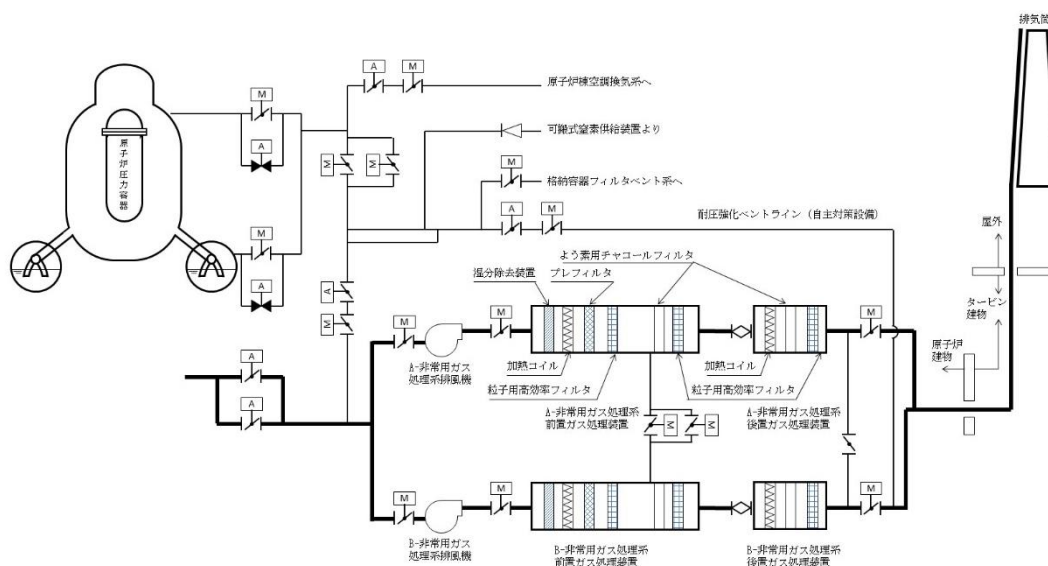 排気筒
A
M
原子炉棟空調換気系へ
M
可搬式窒素供給装置より
A
原子炉圧力容器
M
M
M
格納容器フィルタベント系へ
耐圧強化ベントライン（自主対策設備）
A
M
屋外
M
よう素用チャコールフィルタ
湿分除去装置
プレフィルタ
A
A
タービン
建物
M
M
M
M
原子炉
建物
A
加熱コイル
加熱コイル
A-非常用ガス
処理系排風機
粒子用高効率フィルタ
粒子用高効率フィルタ
A
A-非常用ガス処理系
前置ガス処理装置
A-非常用ガス処理系
後置ガス処理装置
M
M
M
M
M
B-非常用ガス
処理系排風機
B-非常用ガス処理系
前置ガス処理装置
B-非常用ガス処理系
後置ガス処理装置